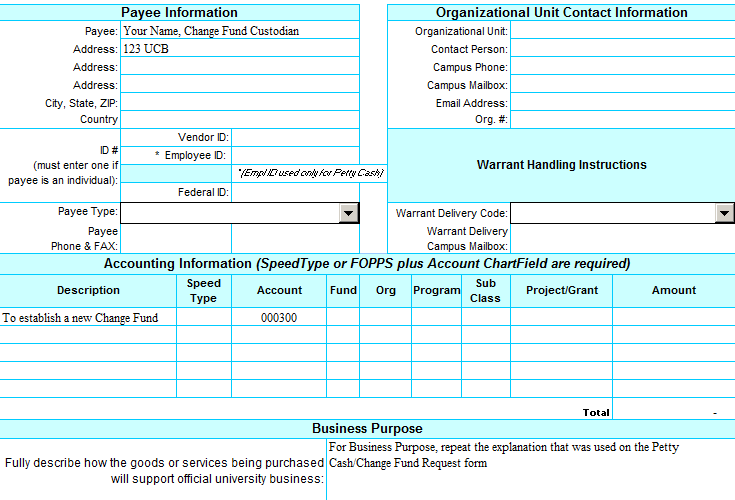 Payee Information
Organizational Unit Contact Information
Payee: Your Name, Change Fund Custodian
Organizational Unit:
Address: 123 UCB
Contact Person:
Address:
Campus Phone:
Address:
Campus Mailbox:
City, State, ZIP:
Email Address:
Country
Org. #:
ID #
(must enter one if
payee is an individual):
Vendor ID:
* Employee ID:
*(Empl ID used only for Petty Cash)
Federal ID:
Warrant Handling Instructions
Payee Type:
Warrant Delivery Code:
Payee
Phone & FAX:
Warrant Delivery
Campus Mailbox:
Accounting Information (SpeedType or FOPPS plus Account ChartField are required)
Description Speed Type Account Fund Org Program Sub Class Project/Grant Amount
To establish a new Change Fund 000300
Total -
Business Purpose
Fully describe how the goods or services being purchased
will support official university business:
For Business Purpose, repeat the explanation that was used on the Petty
Cash/Change Fund Request form